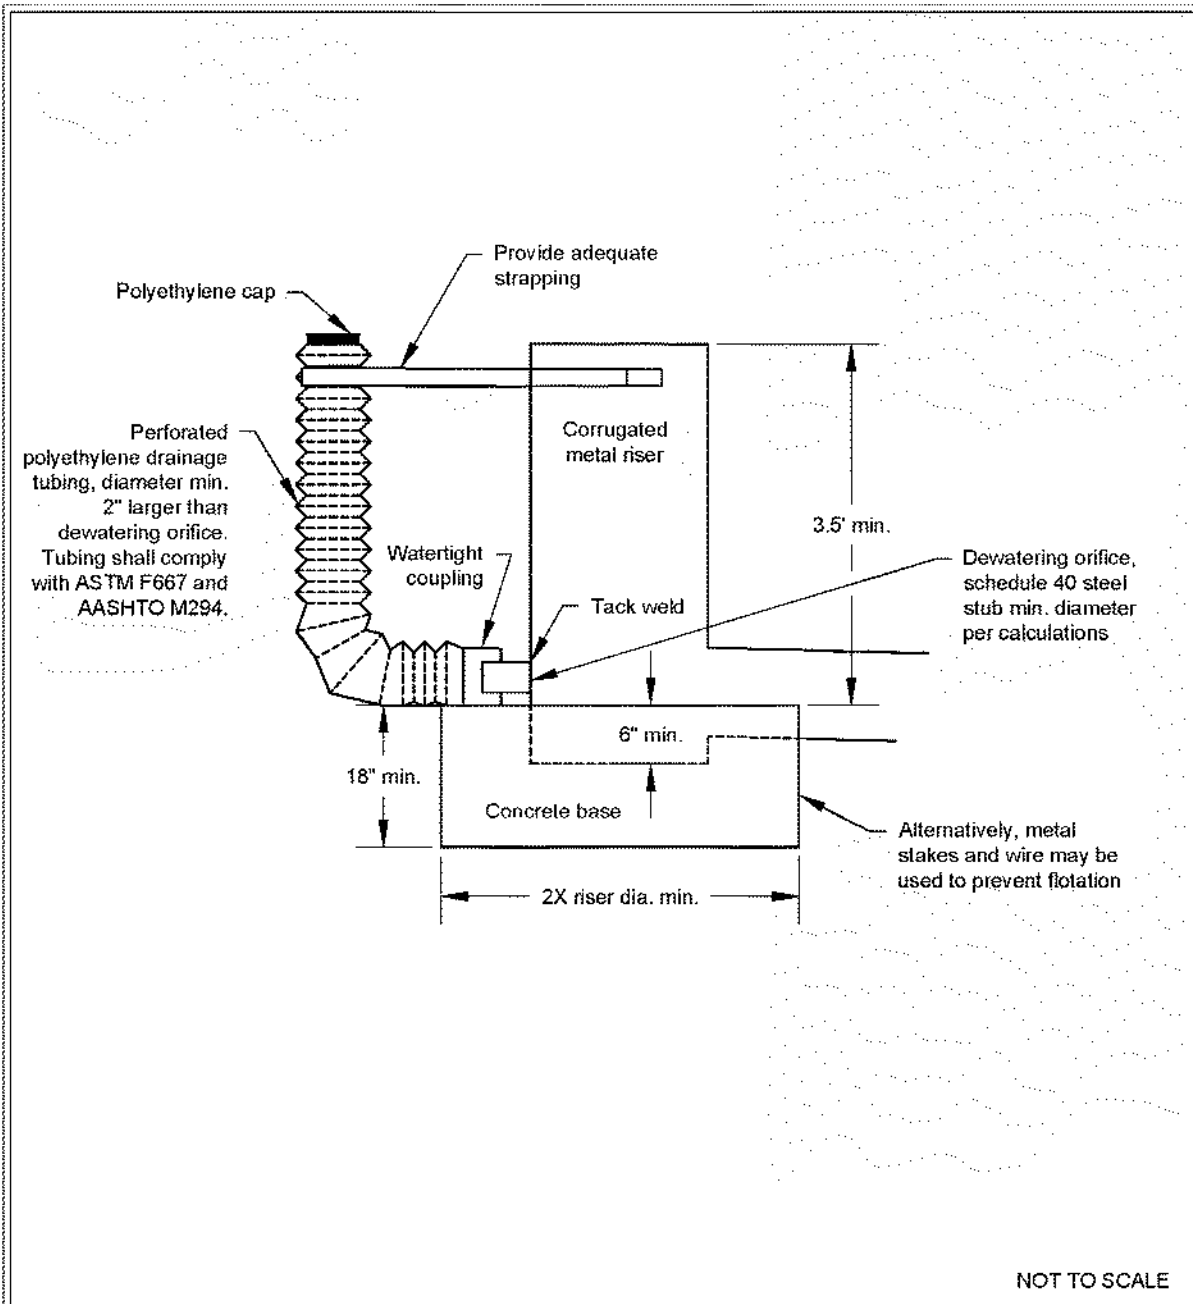 Provide adequate
strapping
Polyethylene cap
Corrugated
metal riser
Perforated
polyethylene drainage
tubing, diameter min.
2" larger than
dewatering orifice.
Tubing shall comply
with ASTM F667 and
AASHTO M294.
3.5' min.
Watertight
coupling
Dewatering orifice,
schedule 40 steel
stub min. diameter
per calculations
Tack weld
6" min.
18" min.
Concrete base
Alternatively, metal
stakes and wire may be
used to prevent flotation
2X riser dia. min.
NOT TO SCALE